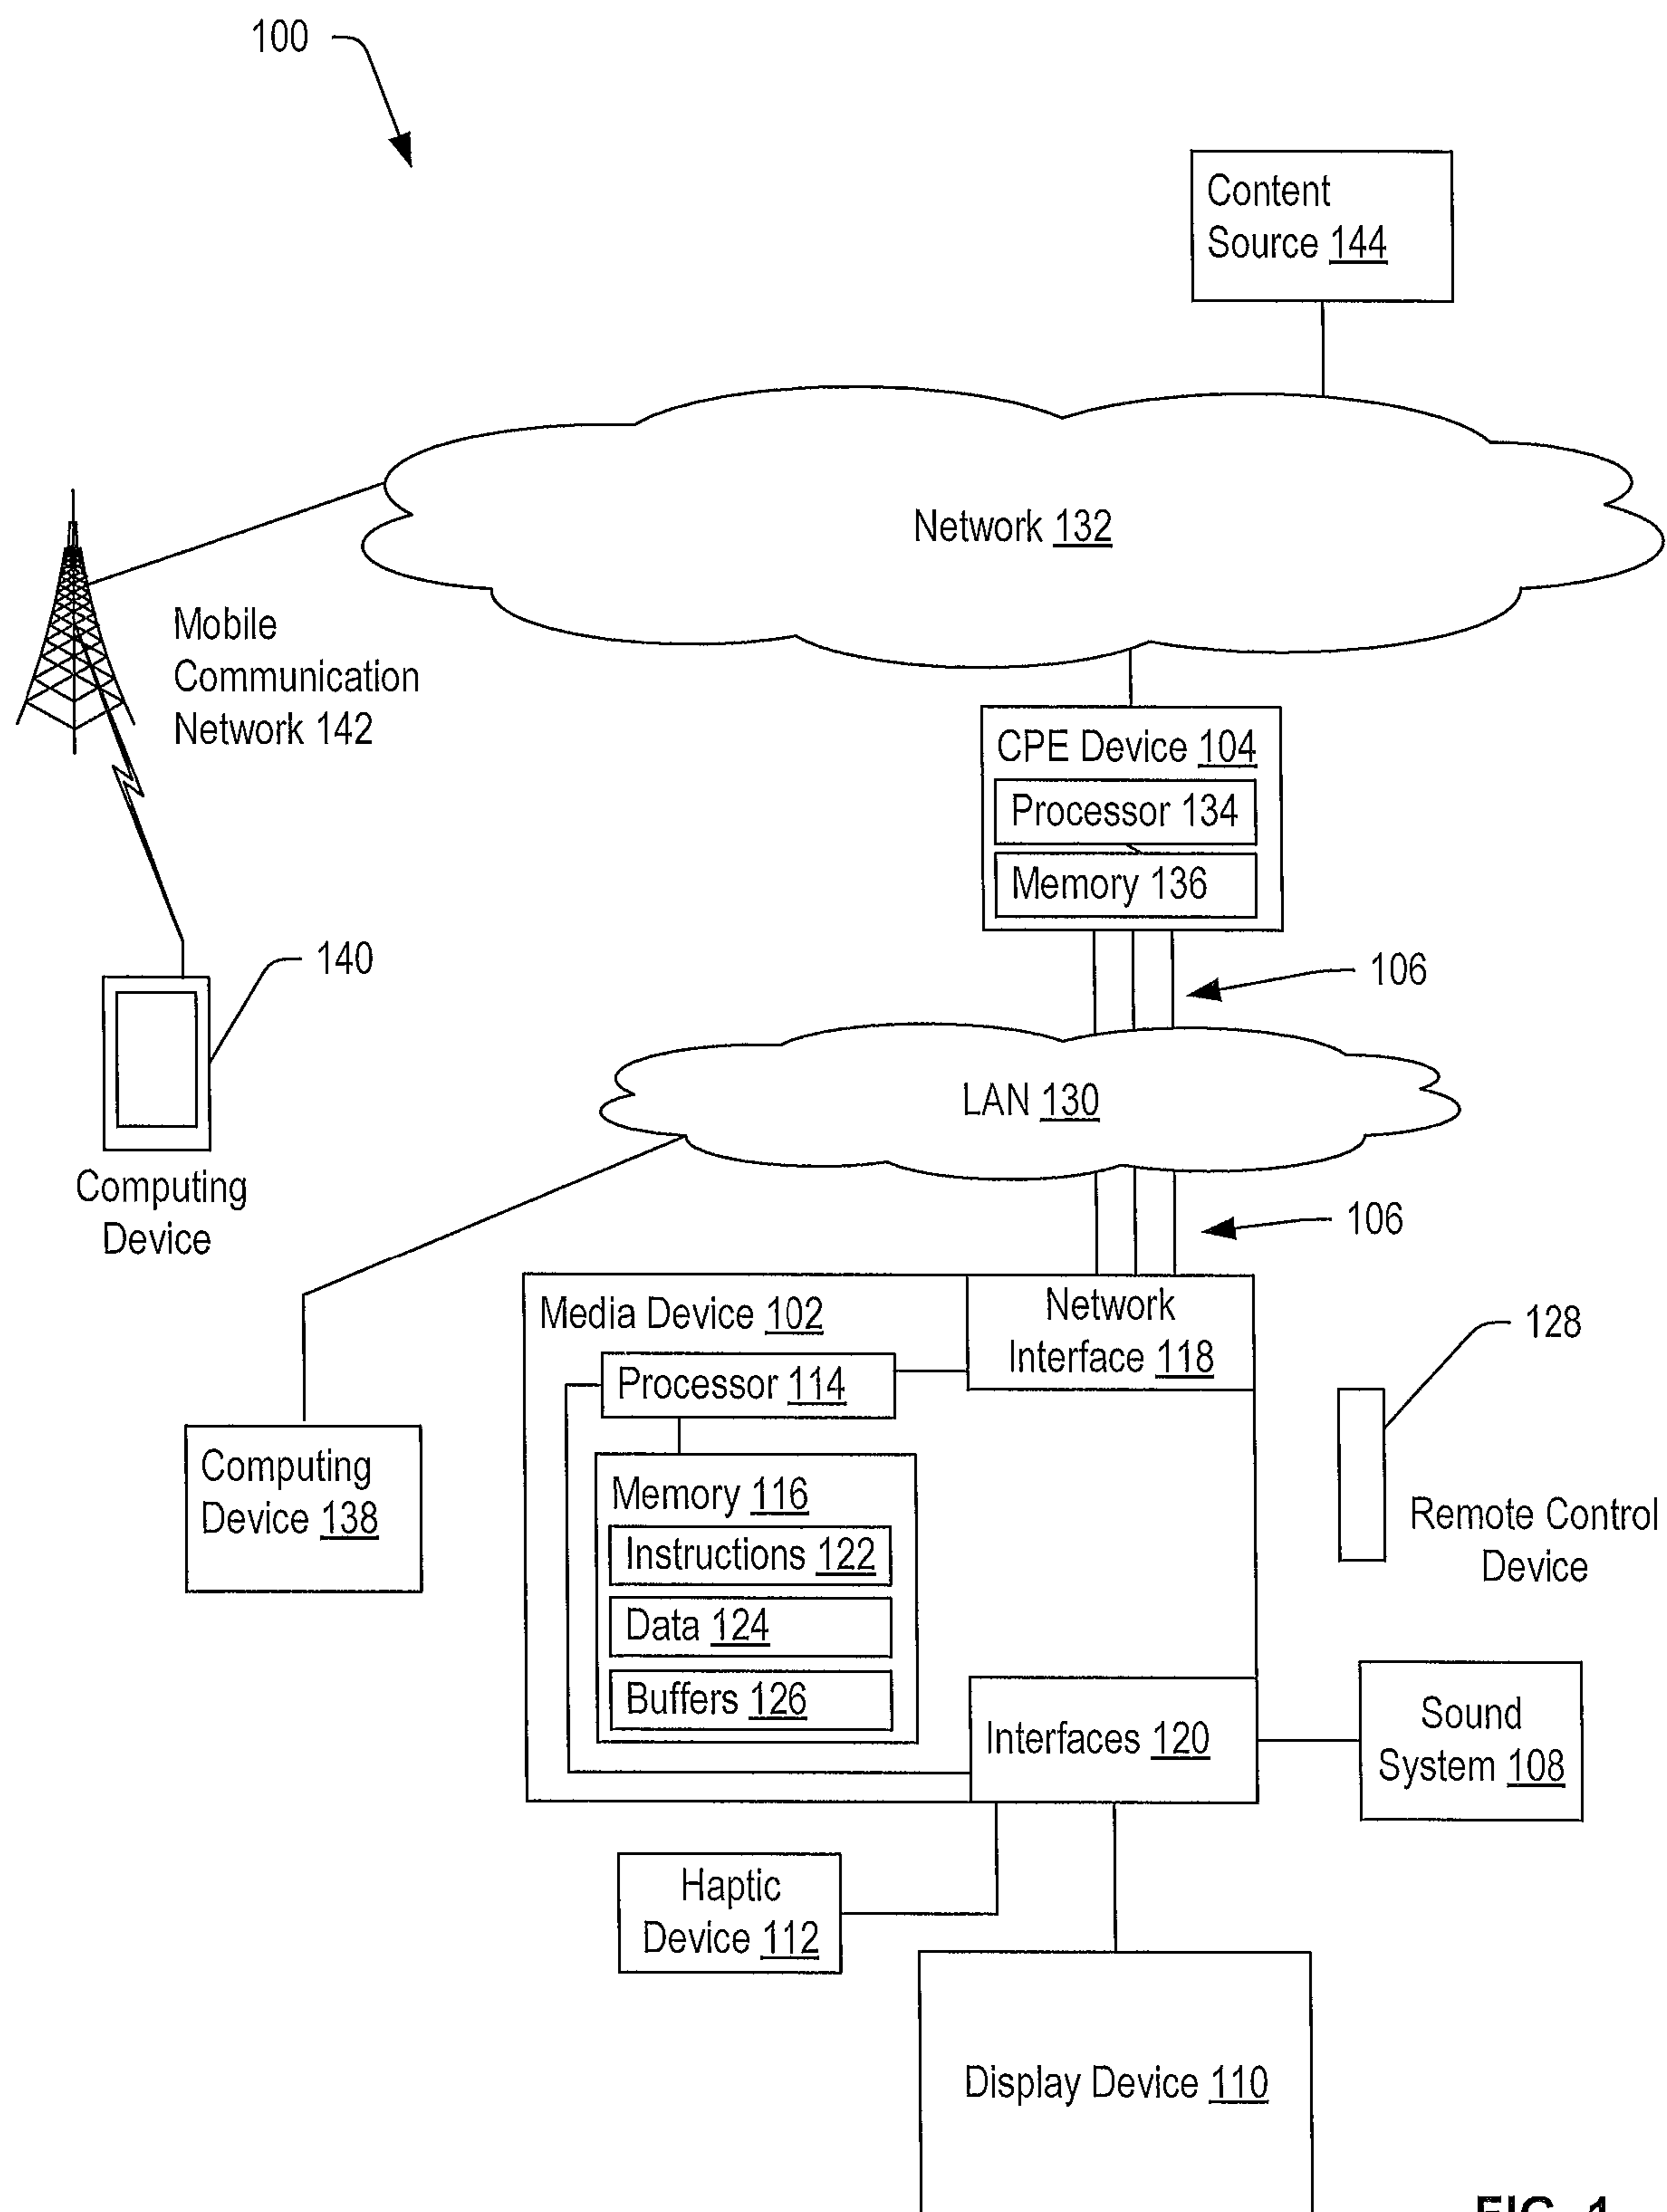 100
Content
Source 144
Network 132
Mobile
Communication
Network 142
CPE Device 104
Processor 134
Memory 136
140
106
LAN 130
Computing
Device
106
Media Device 102
Network
Interface 118
128
Processor 114
Computing
Device 138
Memory 116
Instructions 122
Data 124
Buffers 126
Remote Control
Device
Interfaces 120
Sound
System 108
Haptic
Device 112
Display Device 110
FIG. 1